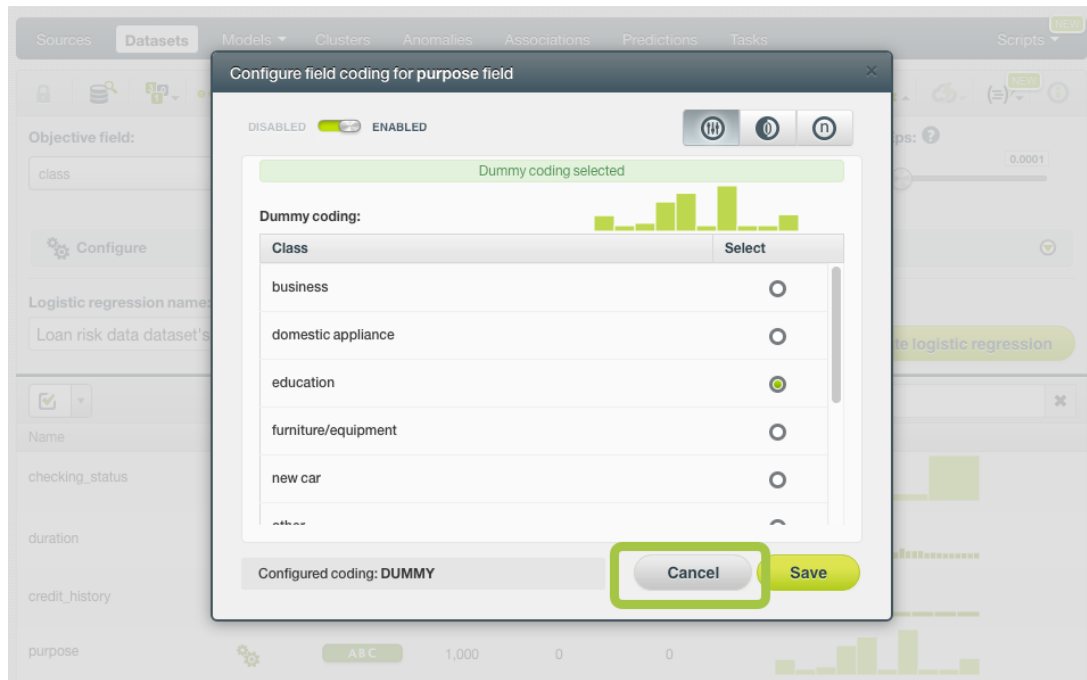 NEW
Sources Datasets Models Clusters Anomalies Associations Predictions Tasks Scripts
Configure field coding for purpose field
NEW
DISABLED ENABLED
Objective field:
ps:
0.0001
class
Dummy coding selected
Dummy coding:
Class Select
Configure
business
Logistic regression name:
domestic appliance
Loan risk data dataset's
te logistic regression
education
furniture/equipment
Name
new car
checking_status
other
duration
Configured coding: DUMMY
Cancel Save
credit_history
purpose ABC 1,000 0 0